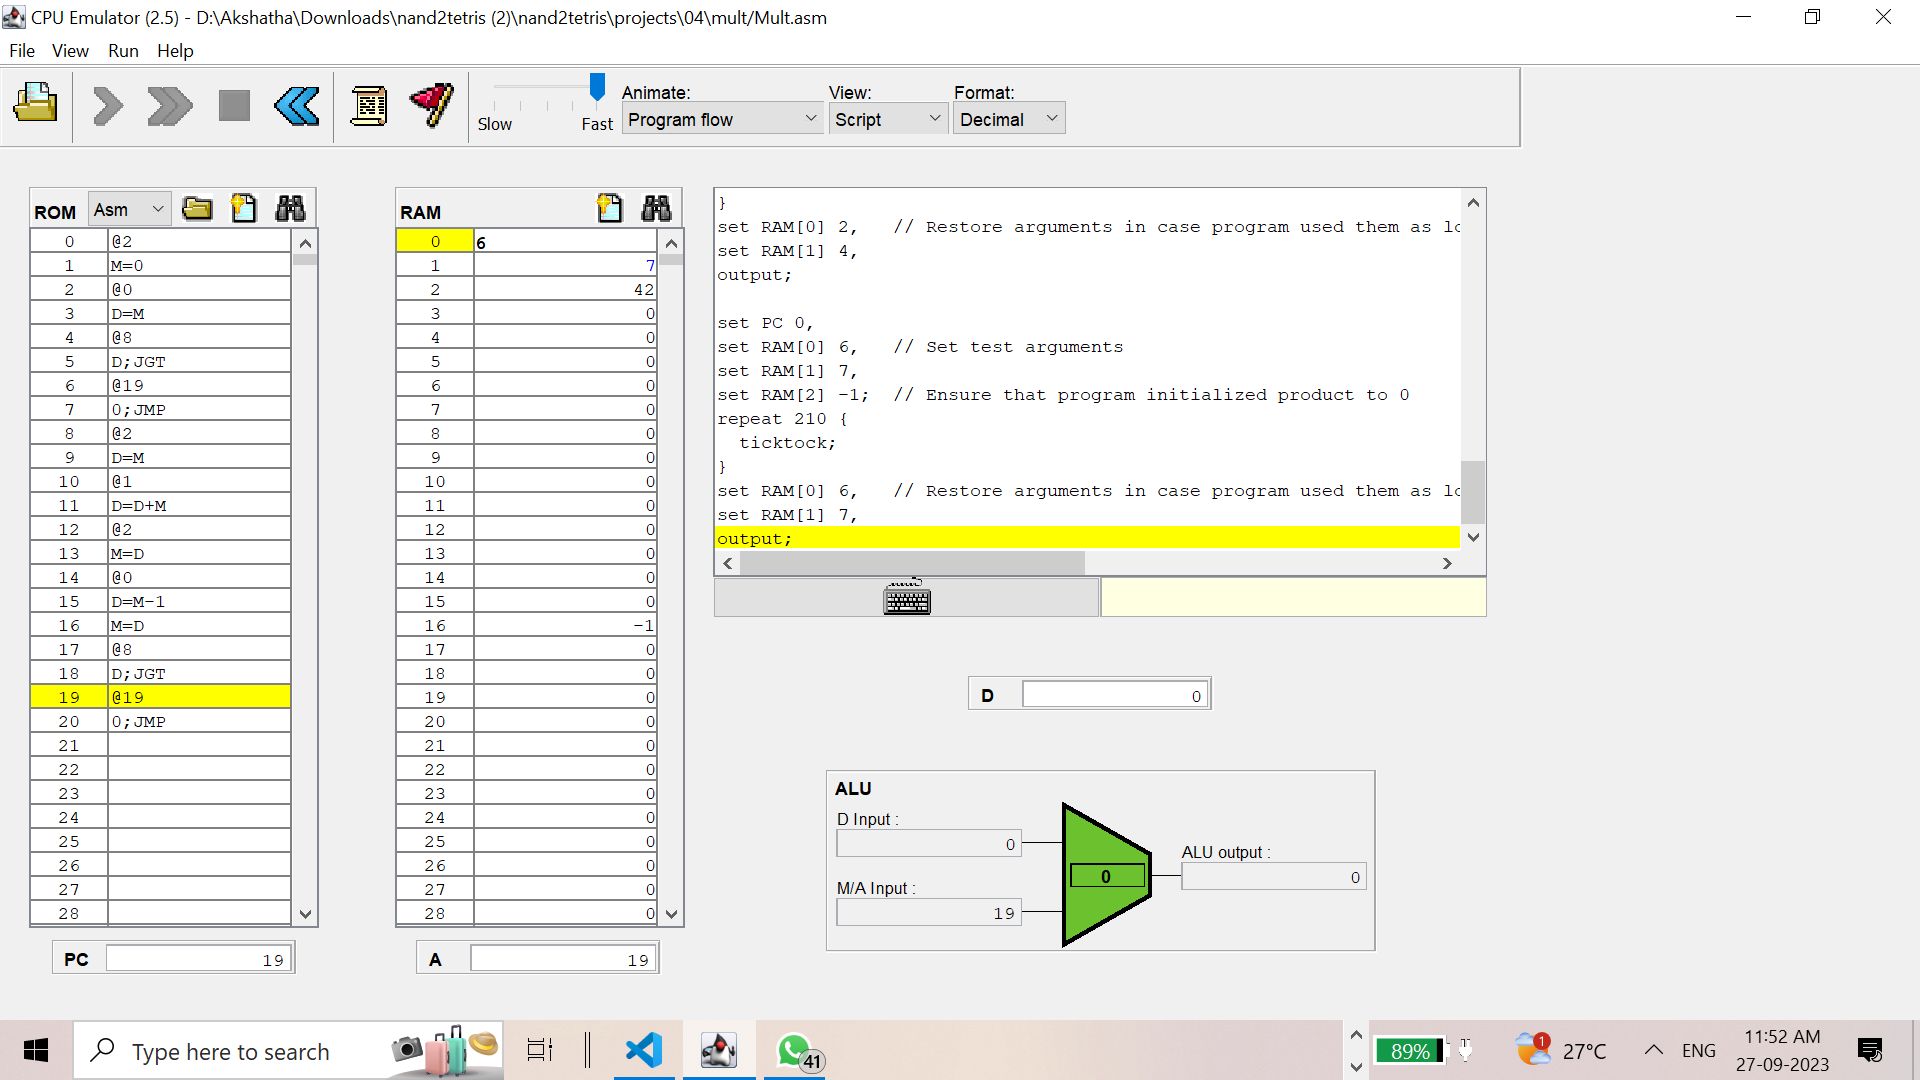 CPU Emulator (2.5) - D:\Akshatha\Downloads\nand2tetris (2)\nand2tetris\projects\04\mult/Mult.asm
File View Run Help
Animate: View: Format:
Slow Fast Program flow Script Decimal
ROM Asm
0 @2
1 M=0
2 @0
3 D=M
4 @8
5 D;JGT
6 @19
7 0;JMP
8 @2
9 D=M
10 @1
11 D=D+M
12 @2
13 M=D
14 @0
15 D=M-1
16 M=D
17 @8
18 D;JGT
19 @19
20 0;JMP
21
22
23
24
25
26
27
28
PC 19
RAM
0 6
1 7
2 42
3 0
4 0
5 0
6 0
7 0
8 0
9 0
10 0
11 0
12 0
13 0
14 0
15 0
16 -1
17 0
18 0
19 0
20 0
21 0
22 0
23 0
24 0
25 0
26 0
27 0
28 0
A 19
}
set RAM[0] 2, // Restore arguments in case program used them as lo
set RAM[1] 4,
output;
set PC 0,
set RAM[0] 6, // Set test arguments
set RAM[1] 7,
set RAM[2] -1; // Ensure that program initialized product to 0
repeat 210 {
ticktock;
}
set RAM[0] 6, // Restore arguments in case program used them as lo
set RAM[1] 7,
output;
D 0
ALU
D Input :
0
M/A Input :
19
0
ALU output :
0
Type here to search
41
89%
1
27°C
ENG
11:52 AM
27-09-2023